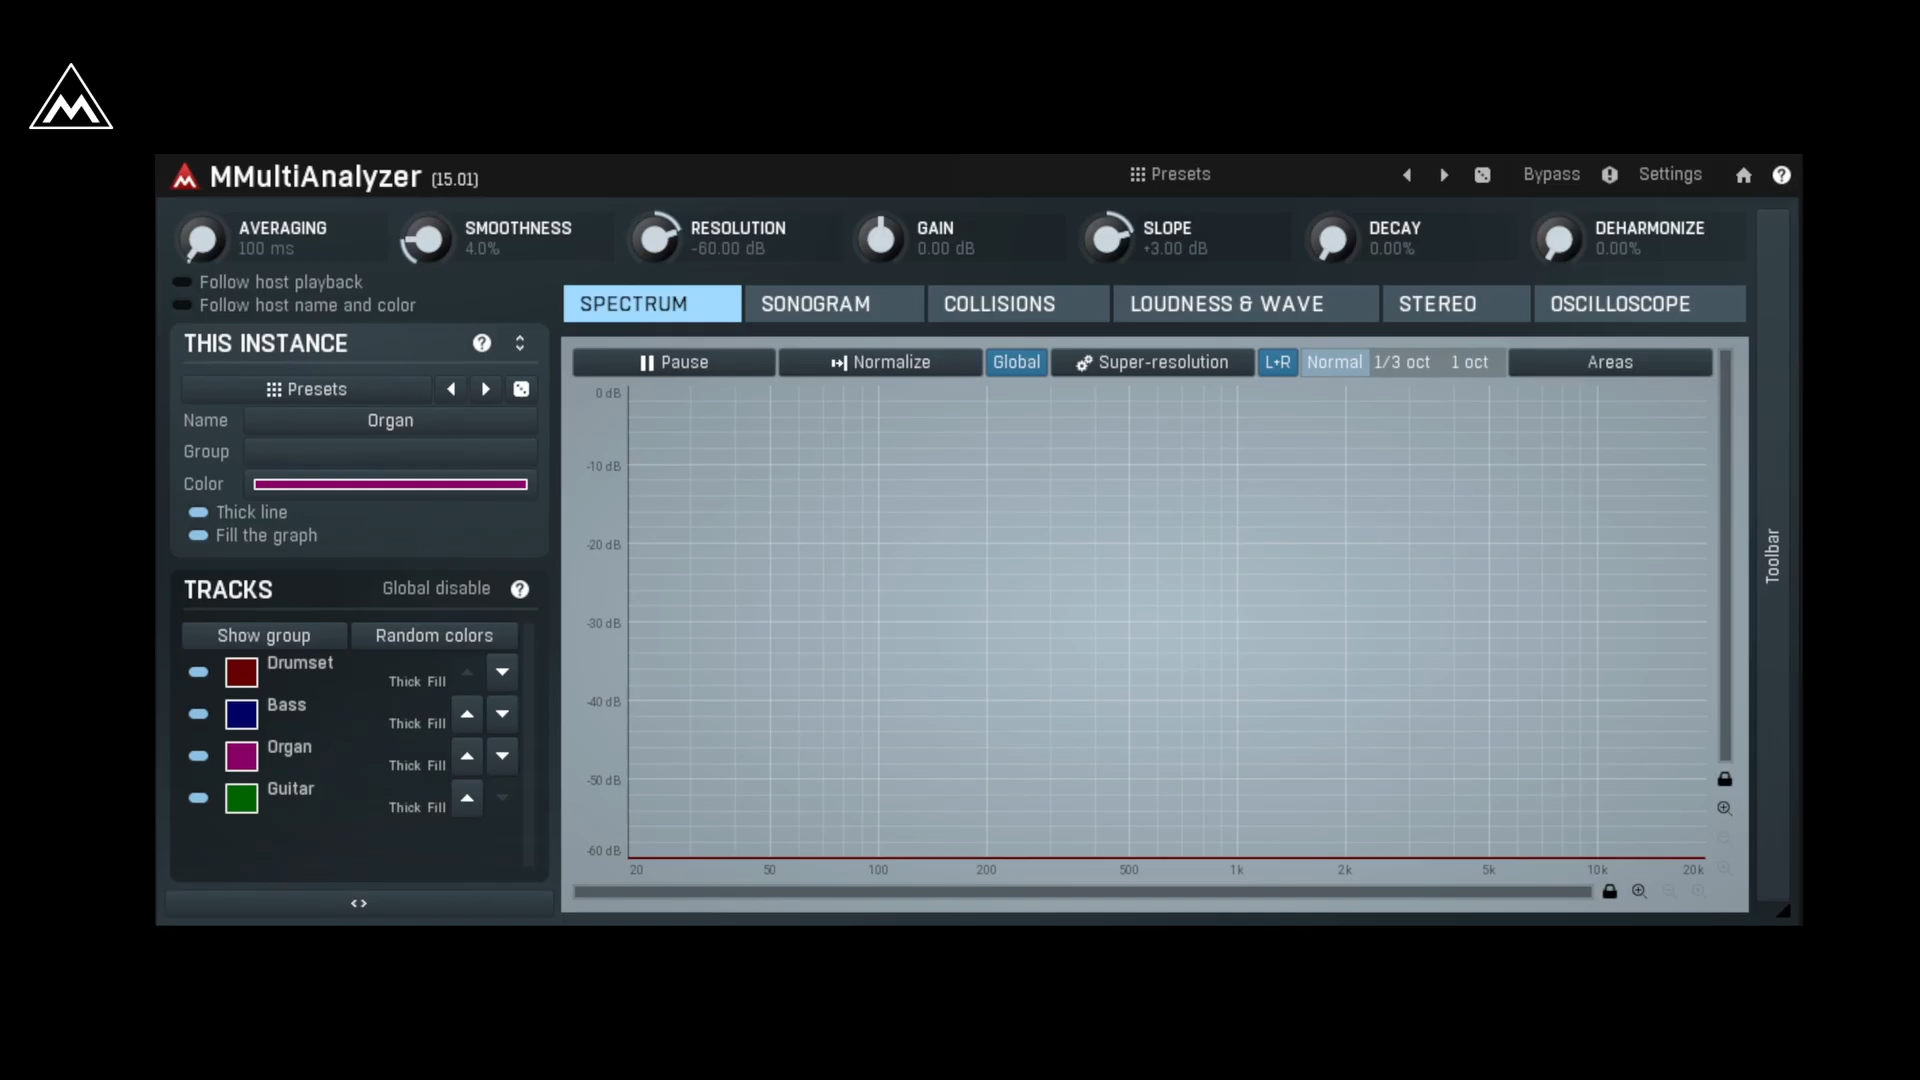 MMultiAnalyzer (15.01)
Presets
Bypass
Settings
AVERAGING
100 ms
SMOOTHNESS
4.0%
RESOLUTION
-60.00 dB
GAIN
0.00 dB
SLOPE
+3.00 dB
DECAY
0.00%
DEHARMONIZE
0.00%
Follow host playback
Follow host name and color
SPECTRUM
SONOGRAM
COLLISIONS
LOUDNESS & WAVE
STEREO
OSCILLOSCOPE
THIS INSTANCE
Presets
Name
Organ
Group
Color
Thick line
Fill the graph
TRACKS
Global disable
Show group
Random colors
Drumset
Thick Fill
Bass
Thick Fill
Organ
Thick Fill
Guitar
Thick Fill
Pause
Normalize
Global
Super-resolution
L+R
Normal
1/3 oct
1 oct
Areas
0 dB
-10 dB
-20 dB
-30 dB
-40 dB
-50 dB
-60 dB
20
50
100
200
500
1k
2k
5k
10k
20k
Toolbar